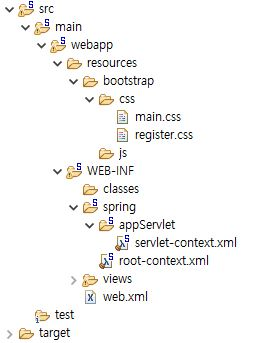 src
main
webapp
resources
bootstrap
css
main.css
register.css
js
WEB-INF
classes
spring
appServlet
servlet-context.xml
root-context.xml
views
web.xml
test
target